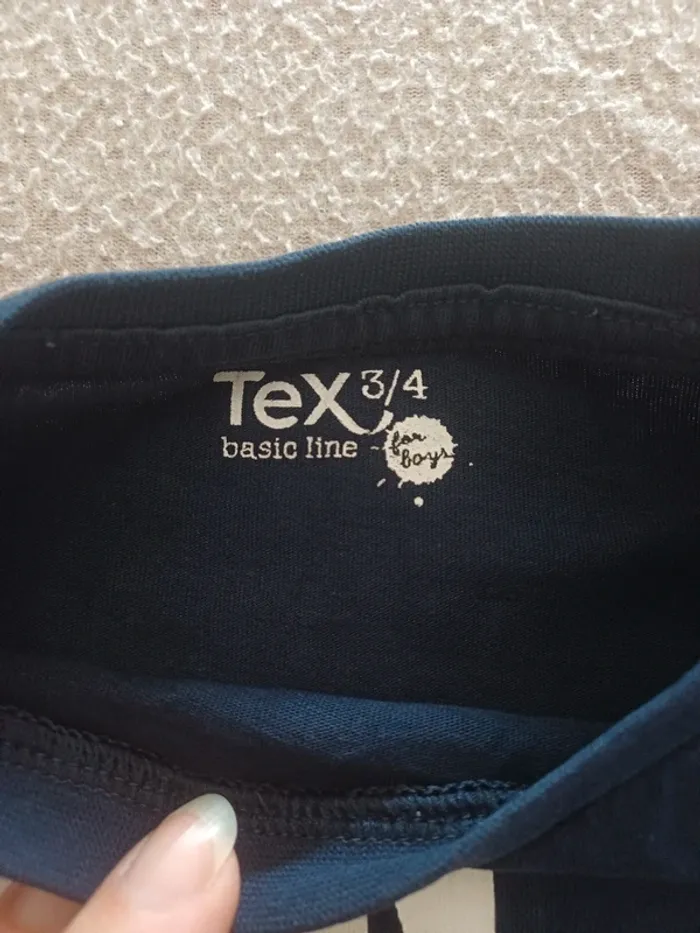 TeX 3/4
basic line
for
boys